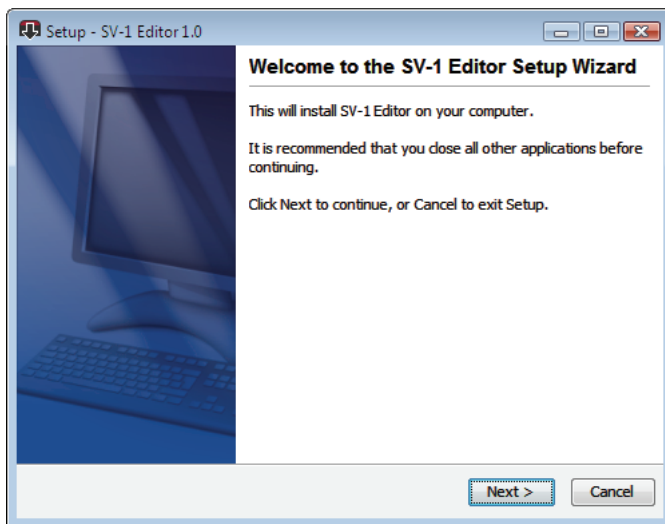 Setup - SV-1 Editor 1.0
Welcome to the SV-1 Editor Setup Wizard
This will install SV-1 Editor on your computer.
It is recommended that you close all other applications before
continuing.
Click Next to continue, or Cancel to exit Setup.
Next >
Cancel